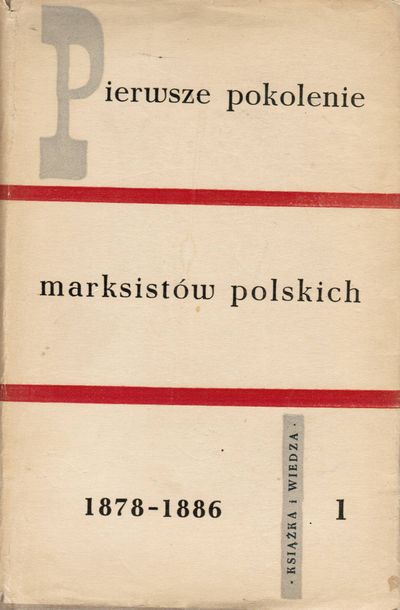 Pierwsze pokolenie
marksistów polskich
1878-1886
· KSIĄŻKA i WIEDZA ·
1